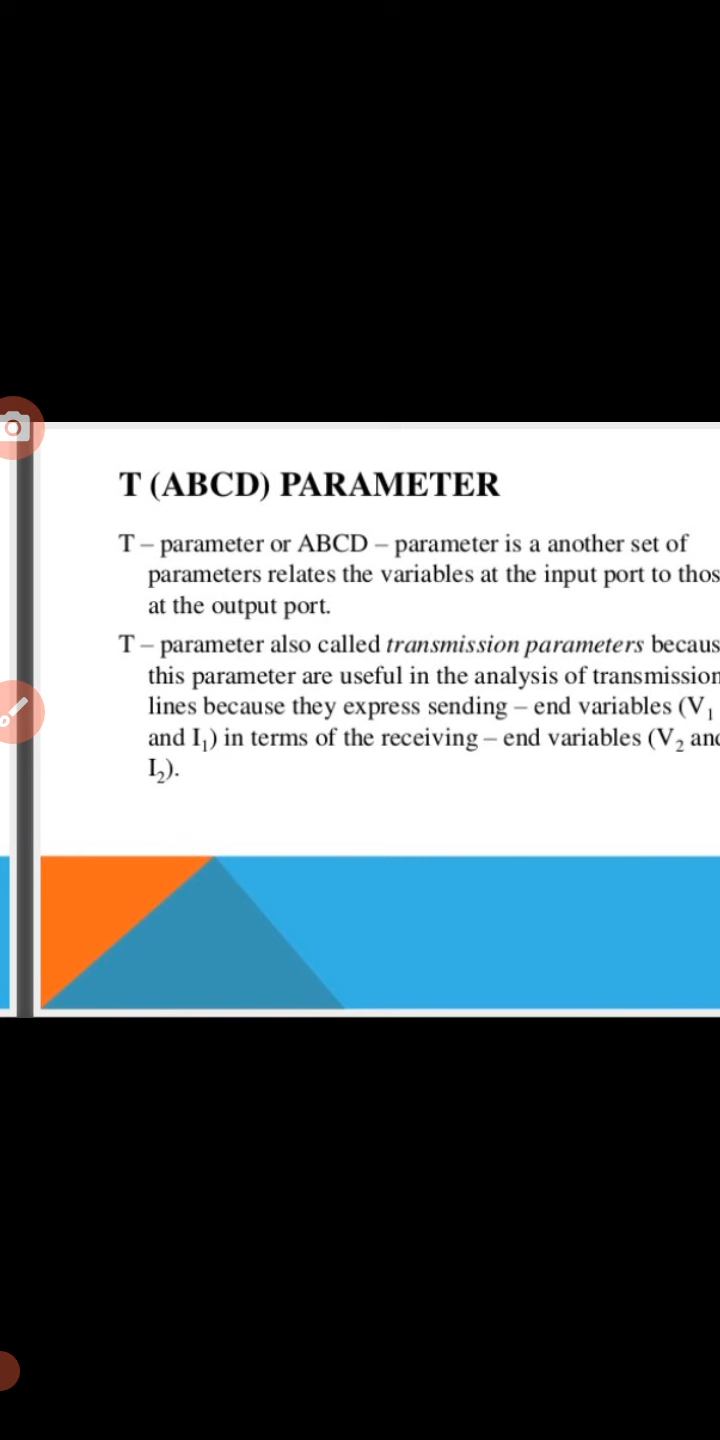 T (ABCD) PARAMETER
T – parameter or ABCD – parameter is a another set of
parameters relates the variables at the input port to thos
at the output port.
T – parameter also called transmission parameters becaus
this parameter are useful in the analysis of transmission
lines because they express sending – end variables (V₁
and I₁) in terms of the receiving – end variables (V₂ and
I₂).